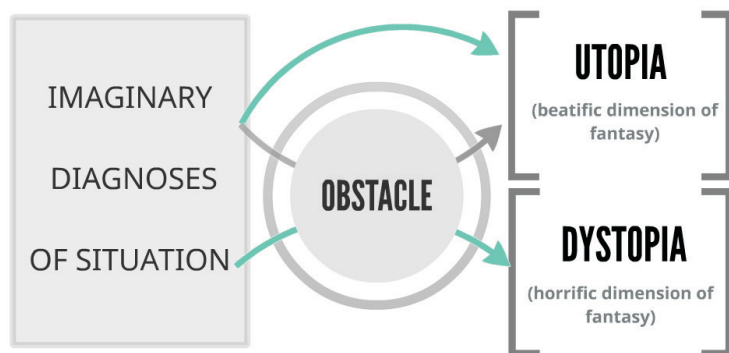 IMAGINARY
DIAGNOSES
OF SITUATION
OBSTACLE
UTOPIA
(beatific dimension of
fantasy)
DYSTOPIA
(horrific dimension of
fantasy)